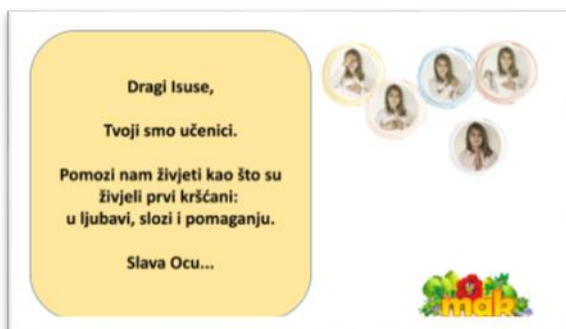 Dragi Isuse,
Tvoji smo učenici.
Pomozi nam živjeti kao što su
živjeli prvi kršćani:
u ljubavi, slozi i pomaganju.
Slava Ocu...
mak